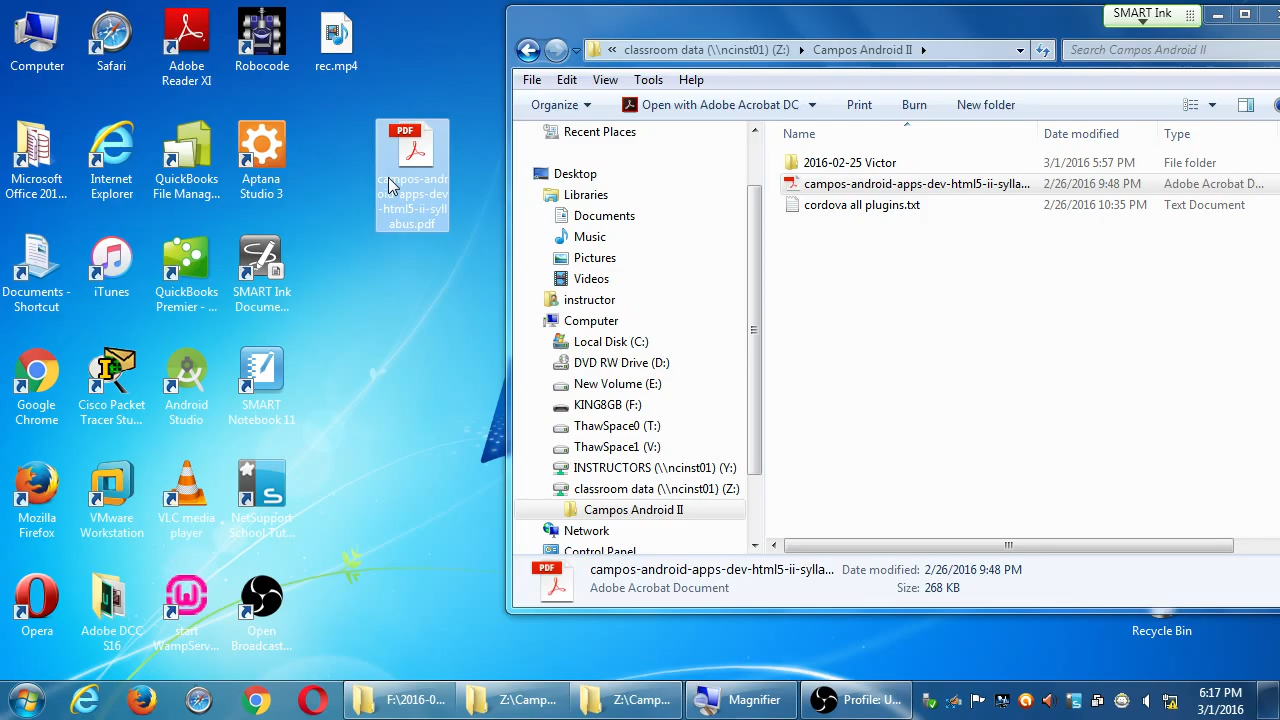 Computer
Safari
Adobe
Reader XI
Robocode
rec.mp4
Microsoft
Office 201...
Internet
Explorer
QuickBooks
File Manag...
Aptana
Studio 3
PDF
campos-andr
oid-apps-dev
-html5-ii-syll
abus.pdf
Documents -
Shortcut
iTunes
QuickBooks
Premier - ...
SMART Ink
Docume...
Google
Chrome
Cisco Packet
Tracer Stu...
Android
Studio
SMART
Notebook 11
Mozilla
Firefox
VMware
Workstation
VLC media
player
NetSupport
School Tut...
Opera
Adobe DCC
S16
start
WampServ...
Open
Broadcast...
SMART Ink
« classroom data (\\ncinst01) (Z:) Campos Android II
Search Campos Android II
File Edit View Tools Help
Organize Open with Adobe Acrobat DC Print Burn New folder
Recent Places
Desktop
Libraries
Documents
Music
Pictures
Videos
instructor
Computer
Local Disk (C:)
DVD RW Drive (D:)
New Volume (E:)
KING8GB (F:)
ThawSpace0 (T:)
ThawSpace1 (V:)
INSTRUCTORS (\\ncinst01) (Y:)
classroom data (\\ncinst01) (Z:)
Campos Android II
Network
Control Panel
Name Date modified Type
2016-02-25 Victor 3/1/2016 5:57 PM File folder
campos-android-apps-dev-html5-ii-sylla... 2/26/2016 9:48 PM Adobe Acrobat D...
cordova all plugins.txt 2/26/2016 10:35 PM Text Document
PDF
campos-android-apps-dev-html5-ii-sylla... Date modified: 2/26/2016 9:48 PM
Adobe Acrobat Document Size: 268 KB
Recycle Bin
F:\2016-0...
Z:\Camp...
Z:\Camp...
Magnifier
Profile: U...
6:17 PM
3/1/2016